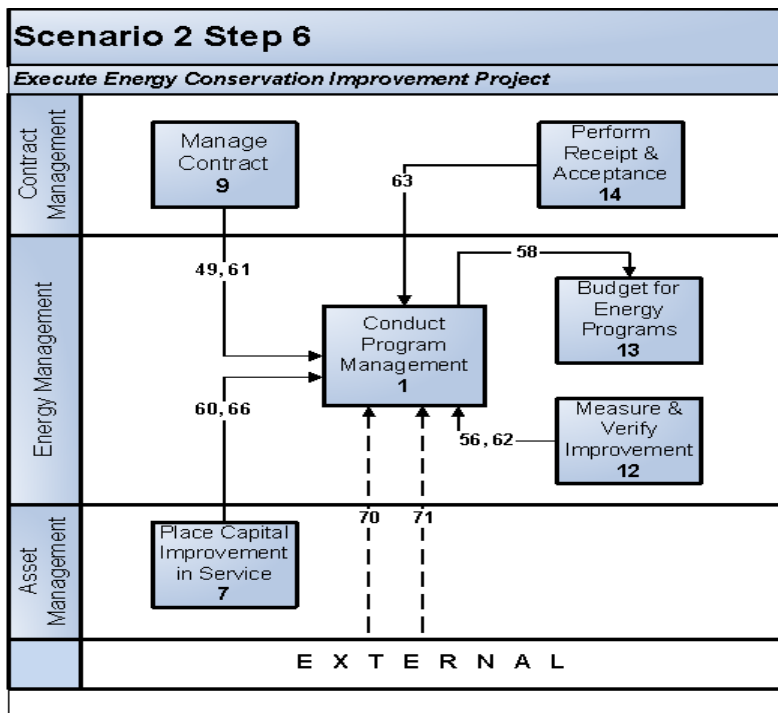 Scenario 2 Step 6
Execute Energy Conservation Improvement Project
Contract
Management
Manage
Contract
9
Perform
Receipt &
Acceptance
14
63
Energy Management
49, 61
58
Conduct
Program
Management
1
Budget for
Energy
Programs
13
60, 66
56, 62
Measure &
Verify
Improvement
12
Asset
Management
70
71
Place Capital
Improvement
in Service
7
E X T E R N A L